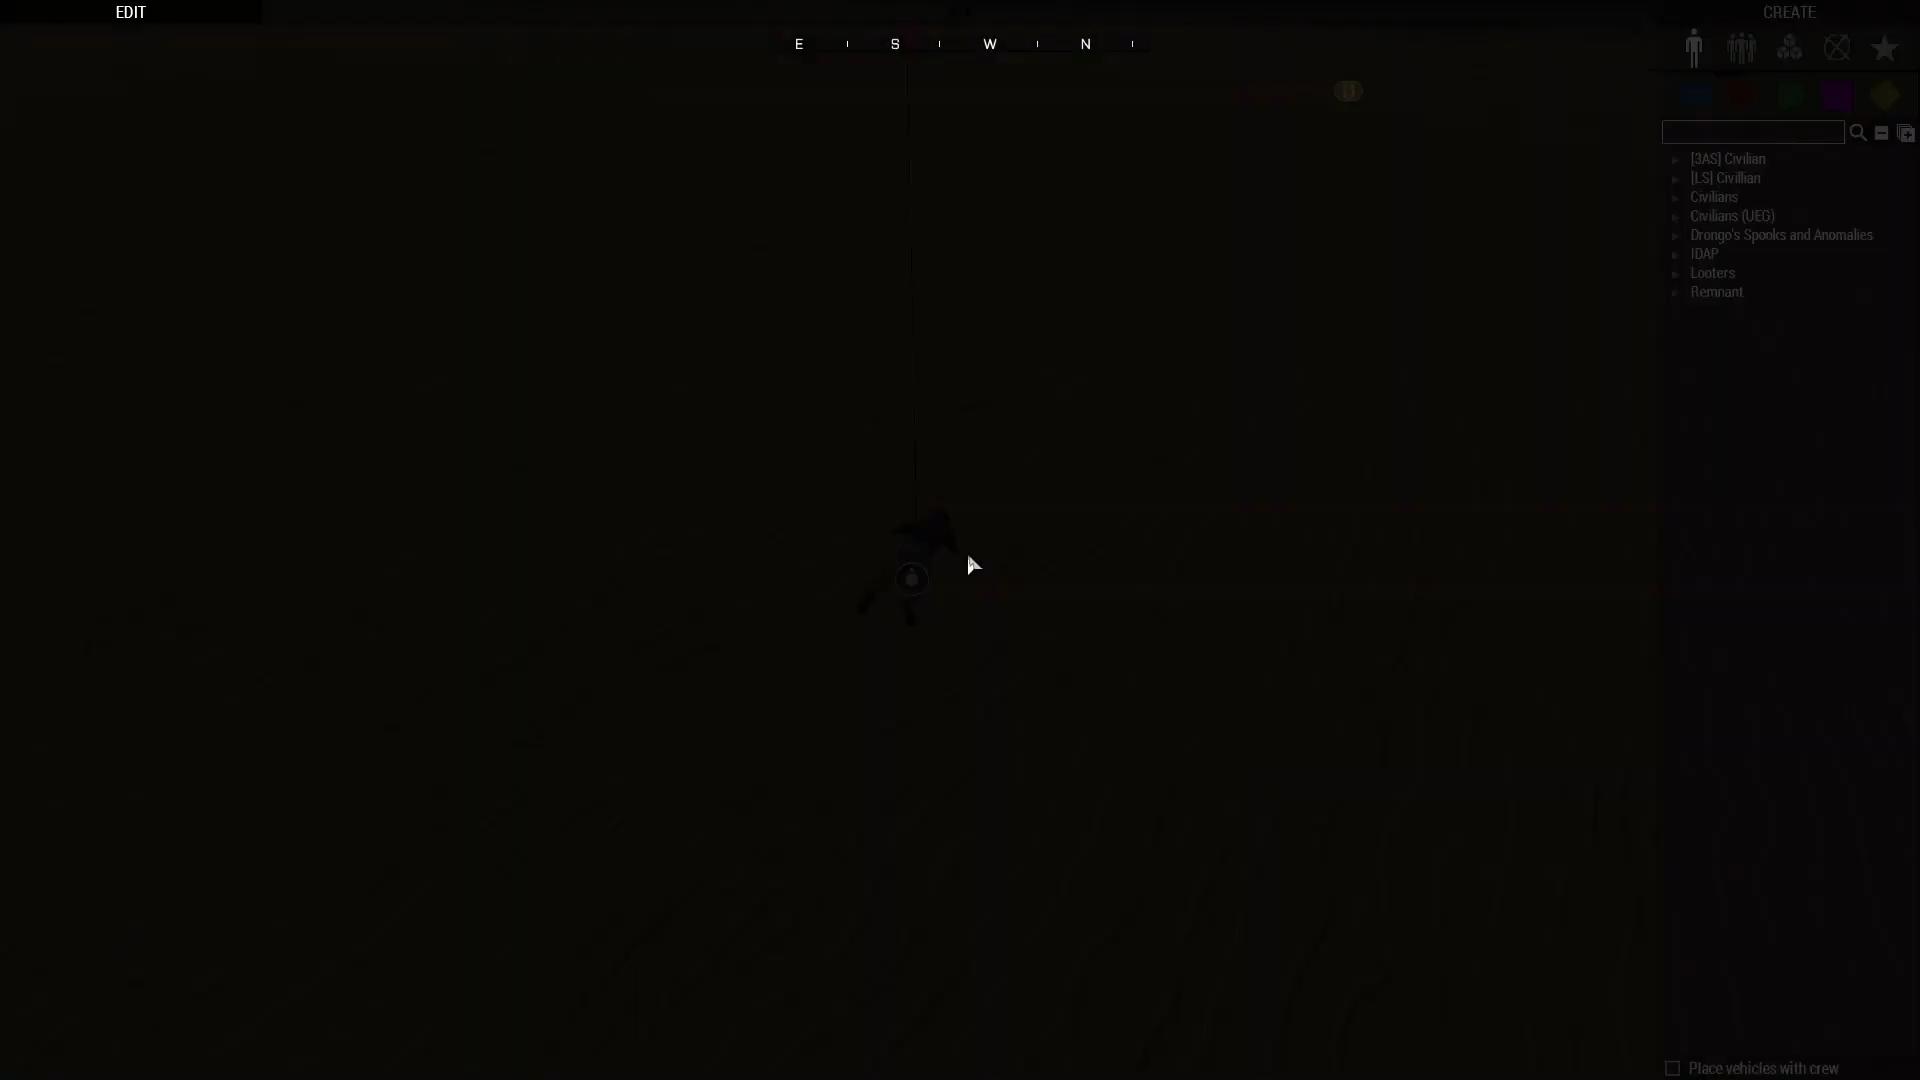 EDIT
CREATE
E S W N
[3AS] Civilian
[LS] Civillian
Civilians
Civilians (UEG)
Drongo's Spooks and Anomalies
IDAP
Looters
Remnant
Place vehicles with crew